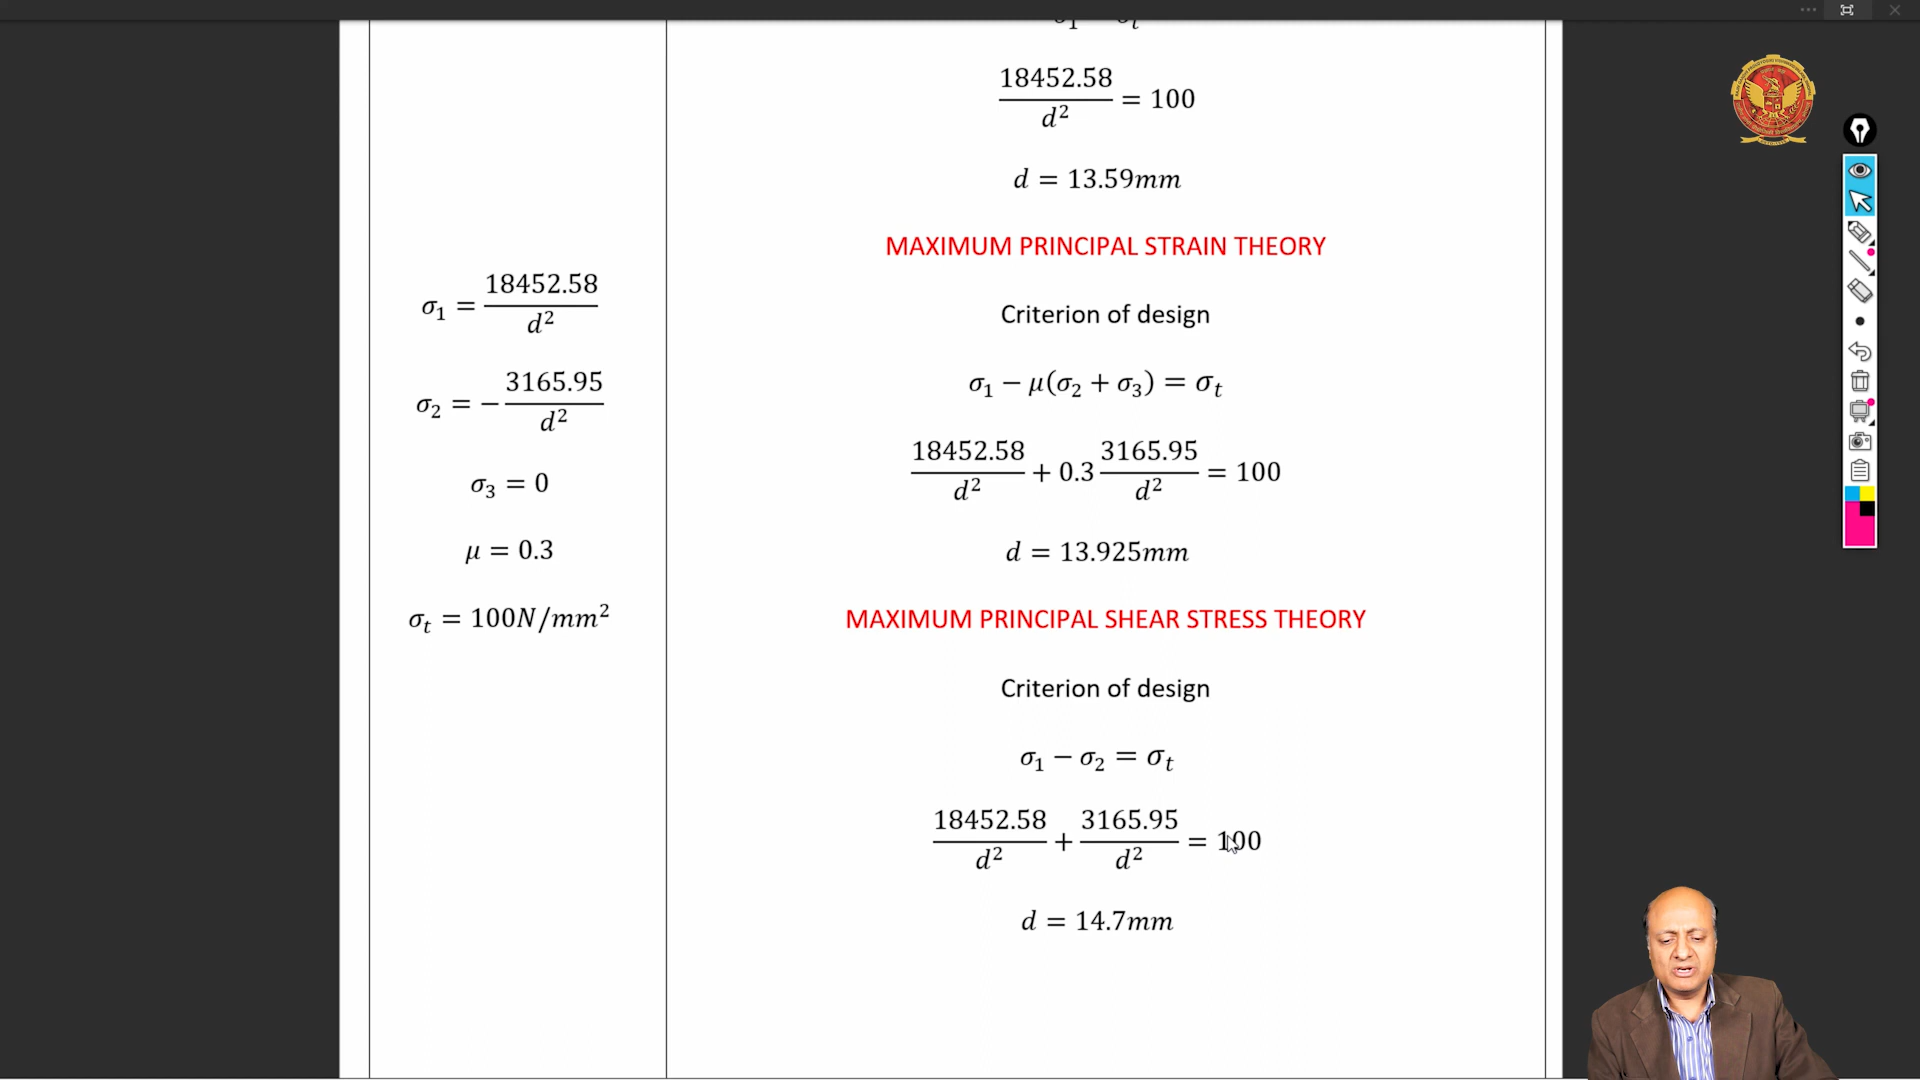 σ₁ = 18452.58/d²
σ₂ = −3165.95/d²
σ₃ = 0
μ = 0.3
σₜ = 100N/mm²
18452.58/d² = 100
d = 13.59mm
MAXIMUM PRINCIPAL STRAIN THEORY
Criterion of design
σ₁ − μ(σ₂ + σ₃) = σₜ
18452.58/d² + 0.3 3165.95/d² = 100
d = 13.925mm
MAXIMUM PRINCIPAL SHEAR STRESS THEORY
Criterion of design
σ₁ − σ₂ = σₜ
18452.58/d² + 3165.95/d² = 100
d = 14.7mm